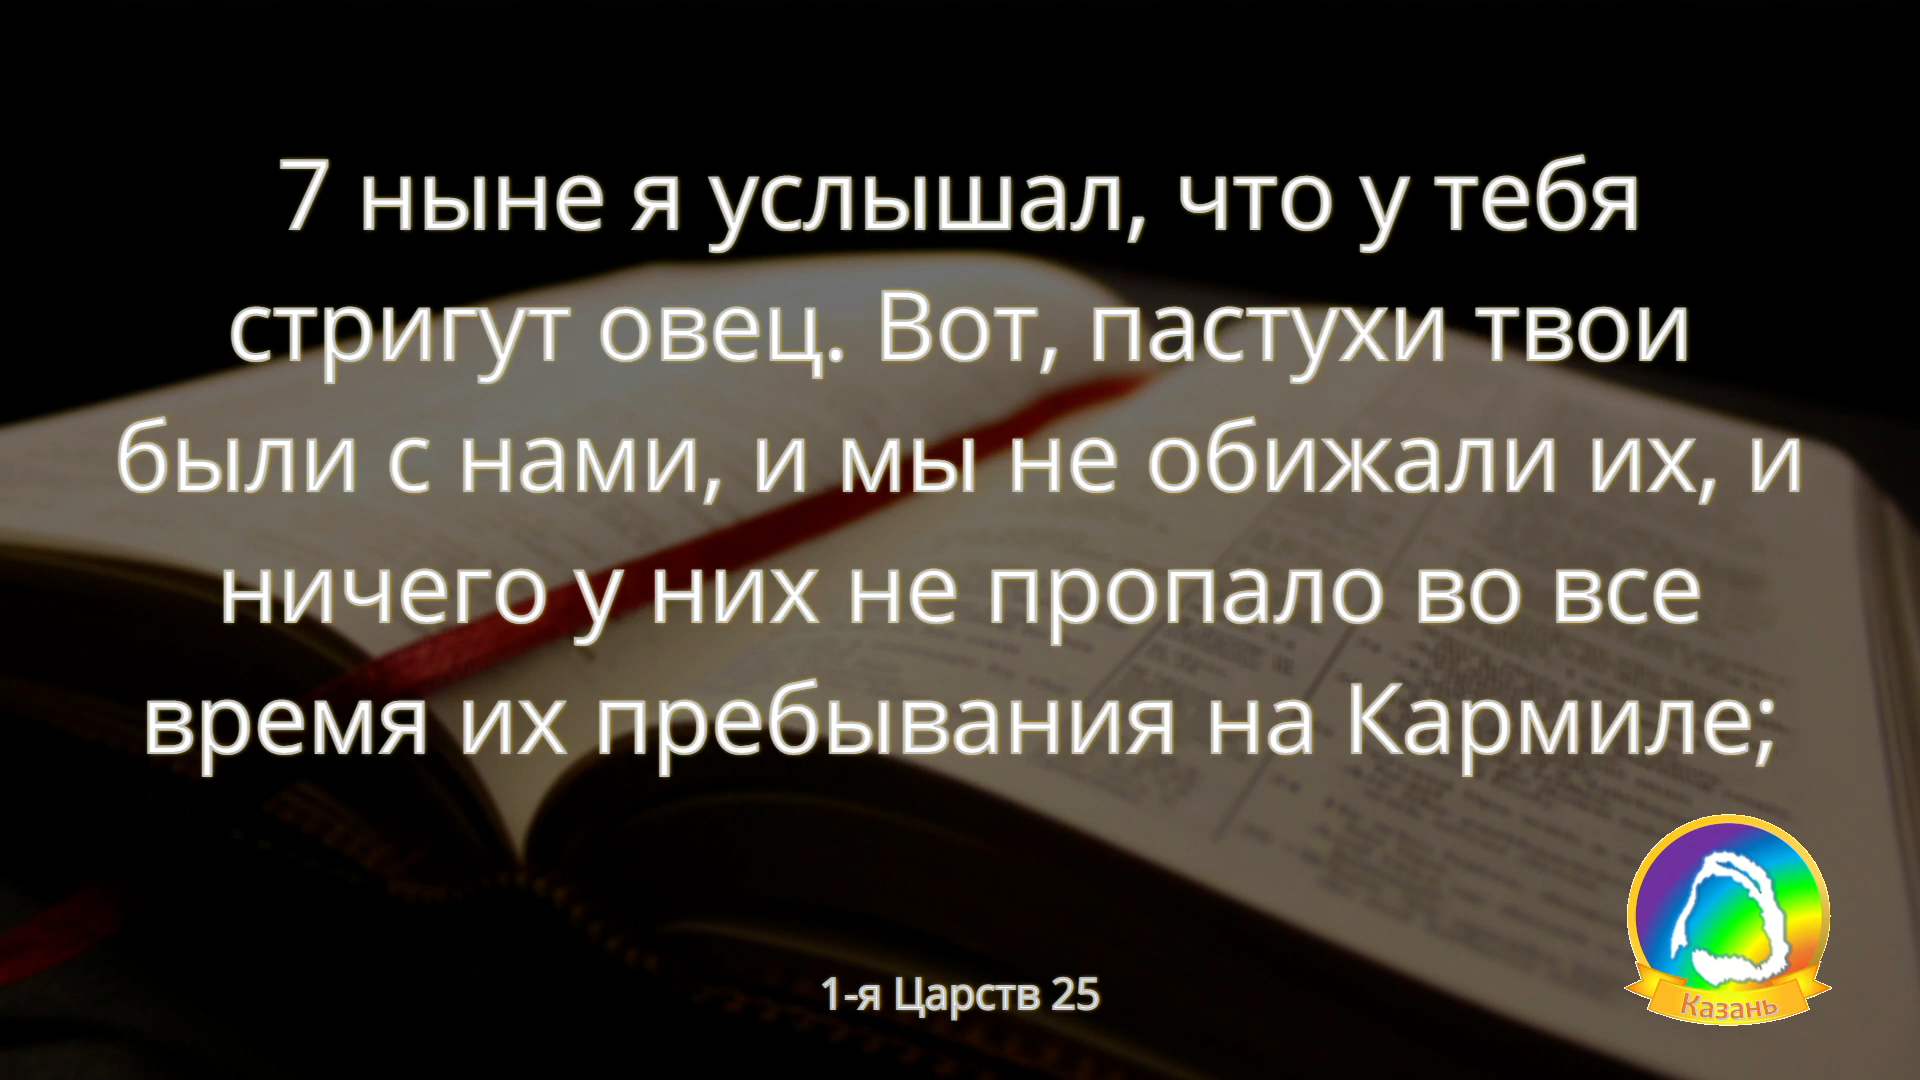 7 ныне я услышал, что у тебя
стригут овец. Вот, пастухи твои
были с нами, и мы не обижали их, и
ничего у них не пропало во все
время их пребывания на Кармиле;
1-я Царств 25
Казань